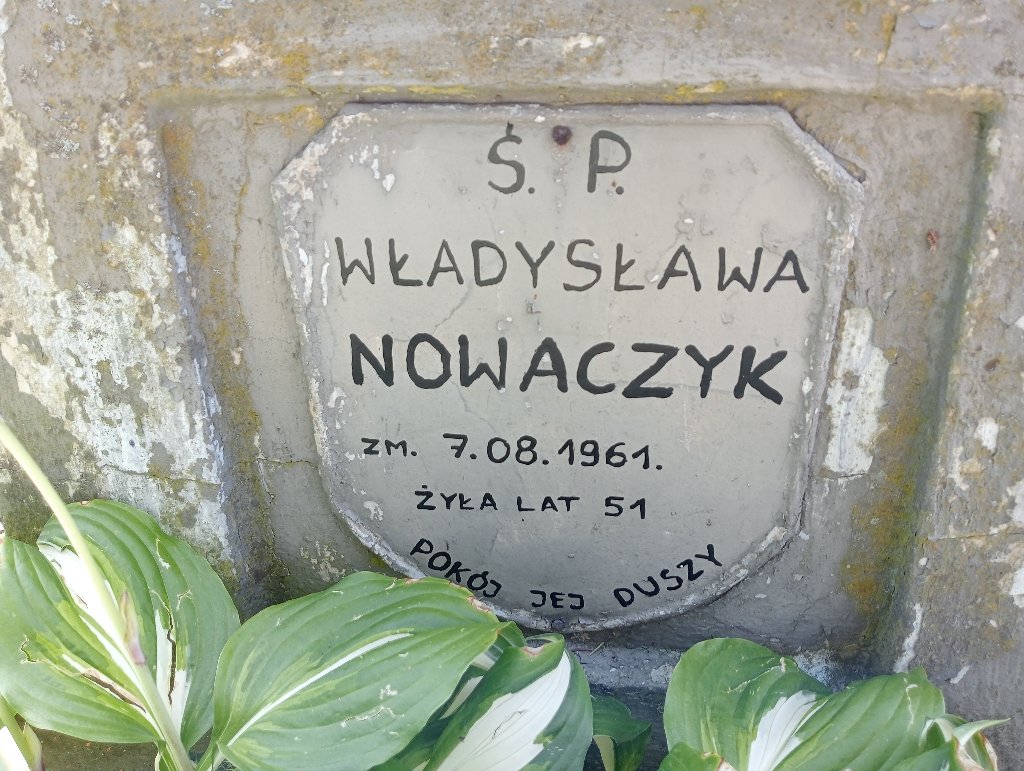 Ś. P.
WŁADYSŁAWA
NOWACZYK
ZM. 7.08.1961.
ŻYŁA LAT 51
POKÓJ JEJ DUSZY